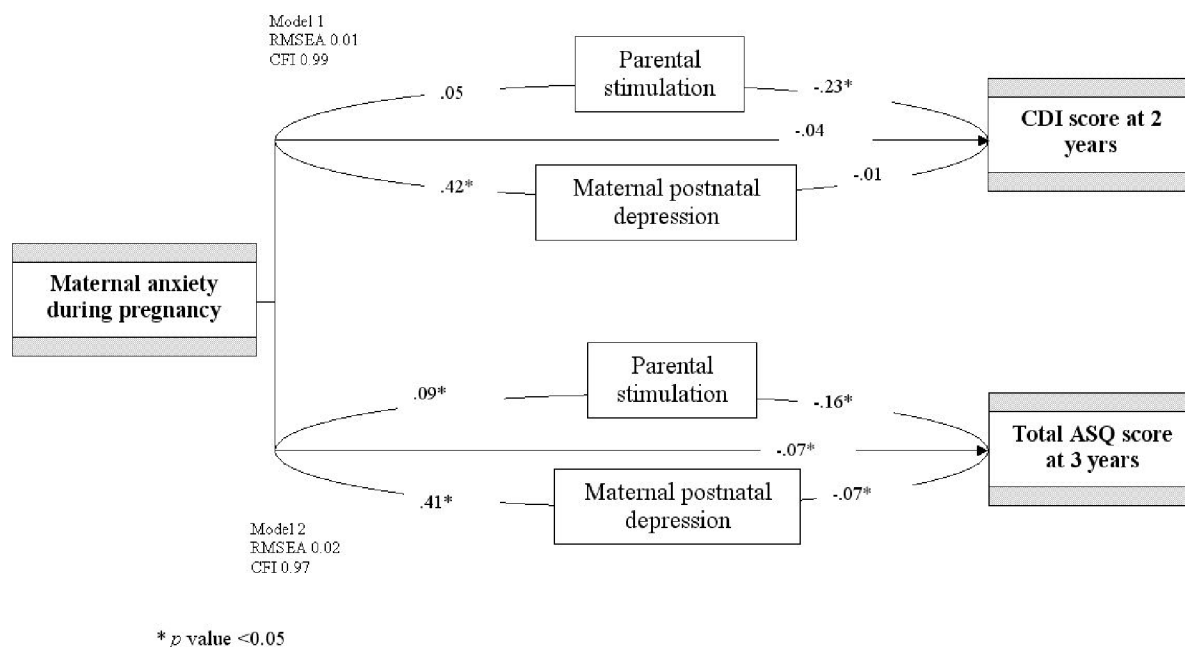 Model 1
RMSEA 0.01
CFI 0.99
Parental
stimulation
.05
-.23*
-.04
CDI score at 2
years
.42*
Maternal postnatal
depression
-.01
Maternal anxiety
during pregnancy
Parental
stimulation
.09*
-.16*
-.07*
Total ASQ score
at 3 years
.41*
Maternal postnatal
depression
-.07*
Model 2
RMSEA 0.02
CFI 0.97
* p value <0.05